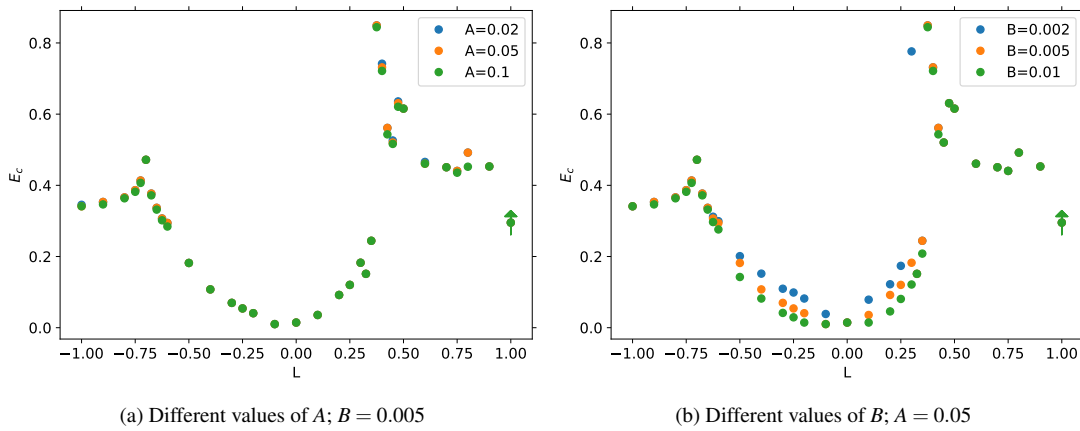 0.8
0.6
0.4
0.2
0.0
E_c
−1.00 −0.75 −0.50 −0.25 0.00 0.25 0.50 0.75 1.00
L
A=0.02
A=0.05
A=0.1
(a) Different values of A; B = 0.005
0.8
0.6
0.4
0.2
0.0
E_c
−1.00 −0.75 −0.50 −0.25 0.00 0.25 0.50 0.75 1.00
L
B=0.002
B=0.005
B=0.01
(b) Different values of B; A = 0.05